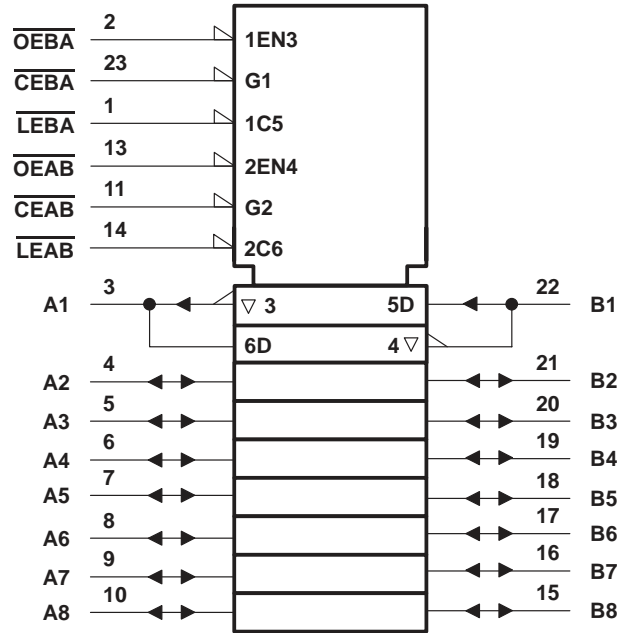 OEBA 2 1EN3
CEBA 23 G1
LEBA 1 1C5
OEAB 13 2EN4
CEAB 11 G2
LEAB 14 2C6
A1 3 ▽ 3 5D 22 B1
6D 4 ▽
A2 4 21 B2
A3 5 20 B3
A4 6 19 B4
A5 7 18 B5
A6 8 17 B6
A7 9 16 B7
A8 10 15 B8